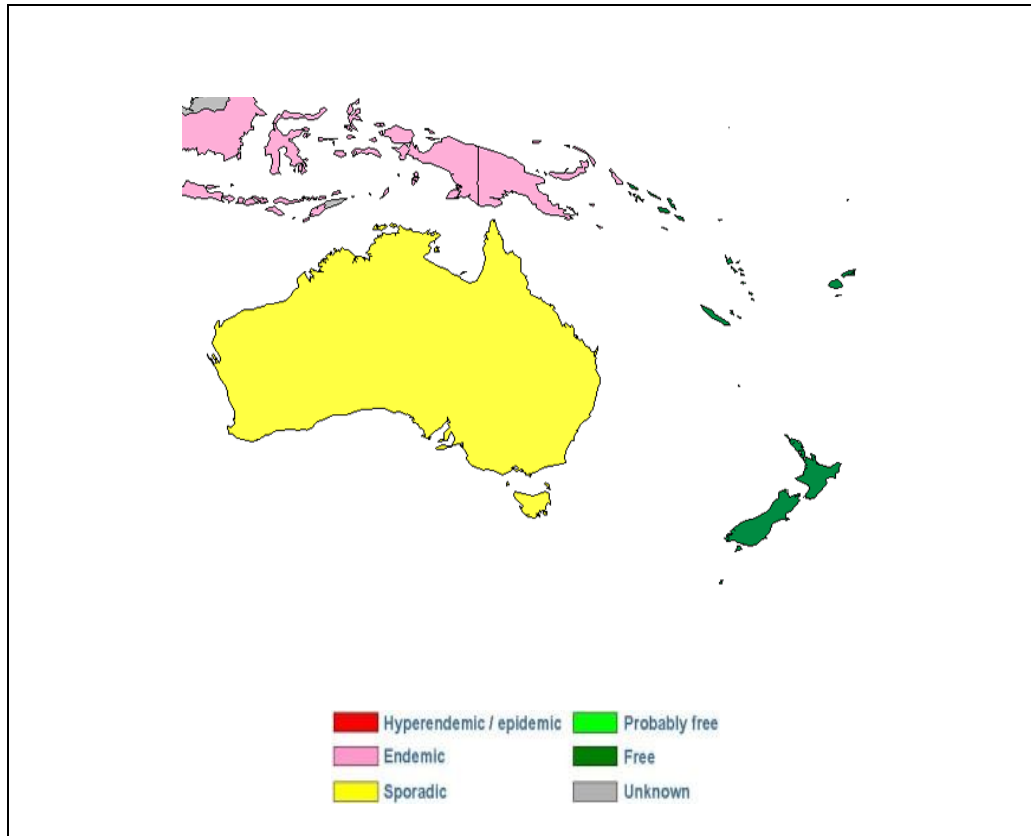 Hyperendemic / epidemic
Probably free
Endemic
Free
Sporadic
Unknown